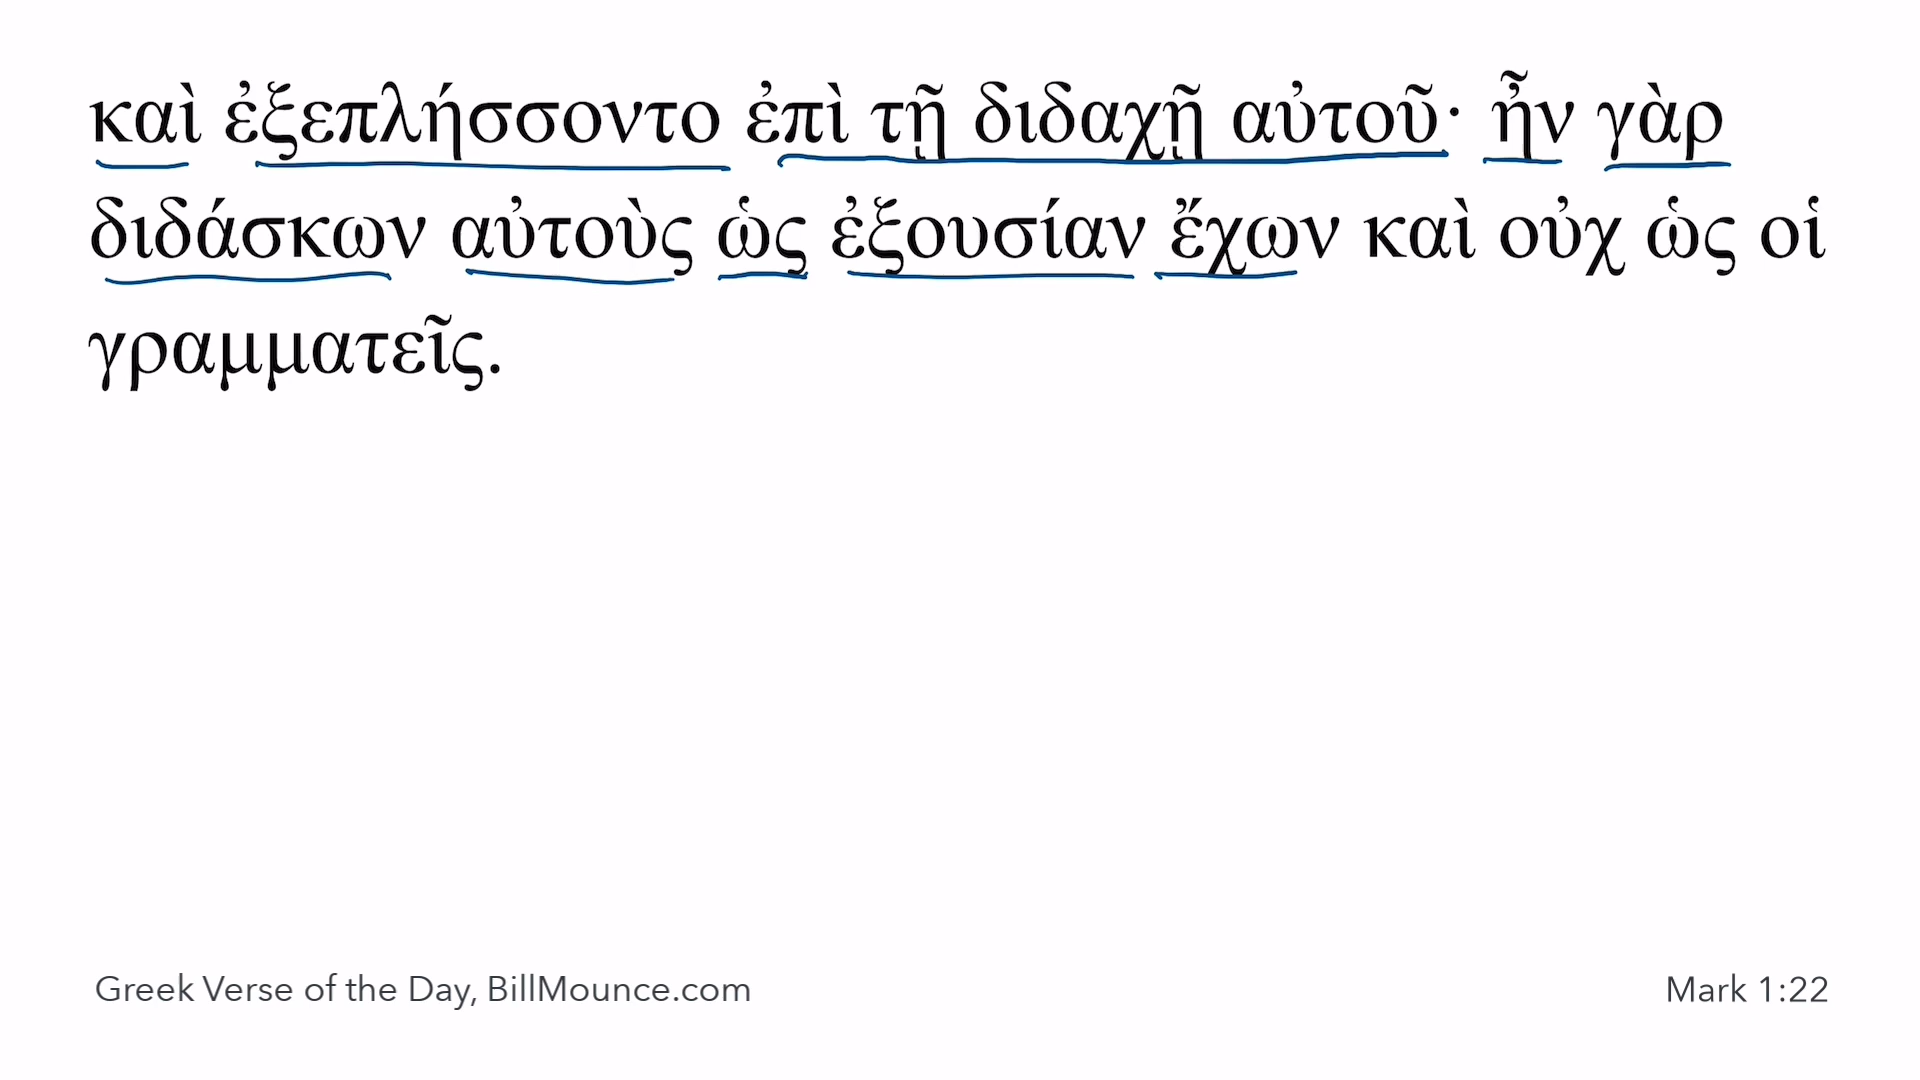 καὶ ἐξεπλήσσοντο ἐπὶ τῇ διδαχῇ αὐτοῦ· ἦν γὰρ
διδάσκων αὐτοὺς ὡς ἐξουσίαν ἔχων καὶ οὐχ ὡς οἱ
γραμματεῖς.
Greek Verse of the Day, BillMounce.com
Mark 1:22